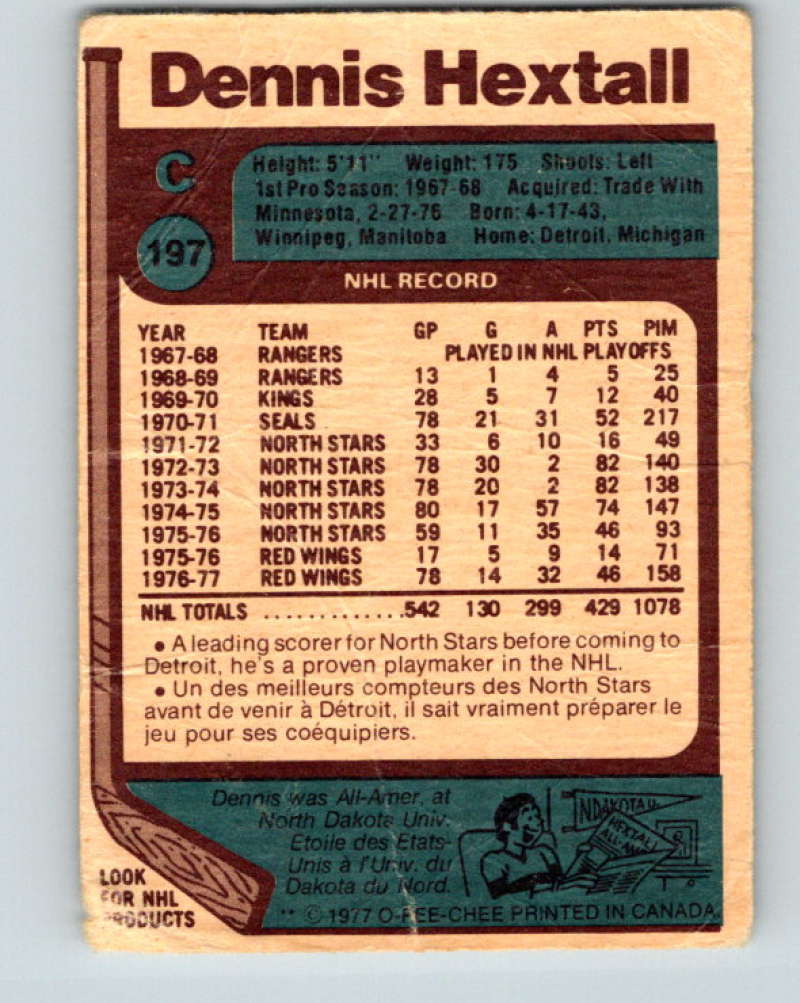 Dennis Hextall
C
Height: 5'11" Weight: 175 Shoots: Left
1st Pro Season: 1967-68 Acquired: Trade With
Minnesota, 2-27-76 Born: 4-17-43,
Winnipeg, Manitoba Home: Detroit, Michigan
197
NHL RECORD
YEAR TEAM GP G A PTS PIM
1967-68 RANGERS PLAYED IN NHL PLAYOFFS
1968-69 RANGERS 13 1 4 5 25
1969-70 KINGS 28 5 7 12 40
1970-71 SEALS 78 21 31 52 217
1971-72 NORTH STARS 33 6 10 16 49
1972-73 NORTH STARS 78 30 2 82 140
1973-74 NORTH STARS 78 20 2 82 138
1974-75 NORTH STARS 80 17 57 74 147
1975-76 NORTH STARS 59 11 35 46 93
1975-76 RED WINGS 17 5 9 14 71
1976-77 RED WINGS 78 14 32 46 158
NHL TOTALS .............542 130 299 429 1078
• A leading scorer for North Stars before coming to
Detroit, he's a proven playmaker in the NHL.
• Un des meilleurs compteurs des North Stars
avant de venir à Détroit, il sait vraiment préparer le
jeu pour ses coéquipiers.
Dennis was All-Amer, at
North Dakota Univ.
Etoile des Etats-
Unis à l'Univ. du
Dakota du Nord.
N.DAKOTA U.
HEXTALL
ALL-AM
LOOK
FOR NHL
PRODUCTS
** © 1977 O-PEE-CHEE PRINTED IN CANADA